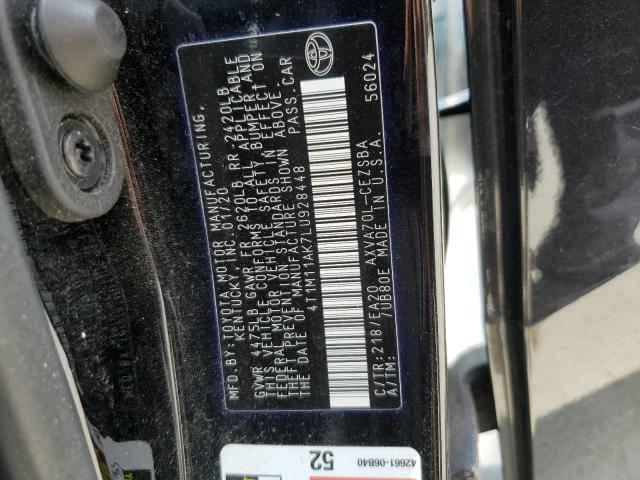 MFD. BY: TOYOTA MOTOR MANUFACTURING,
KENTUCKY, INC. 01/20
GVWR 4575LB GAWR FR 2620LB RR 2420LB
THIS VEHICLE CONFORMS TO ALL APPLICABLE
FEDERAL MOTOR VEHICLE SAFETY, BUMPER AND
THEFT PREVENTION STANDARDS IN EFFECT ON
THE DATE OF MANUFACTURE SHOWN ABOVE.
4T1M11AK7LU928448 PASS. CAR
C/TR: 218/EA20 AXVA70L-CEZSBA
A/TM: 7UB80E MADE IN U.S.A. 56024
52
42661-06B40